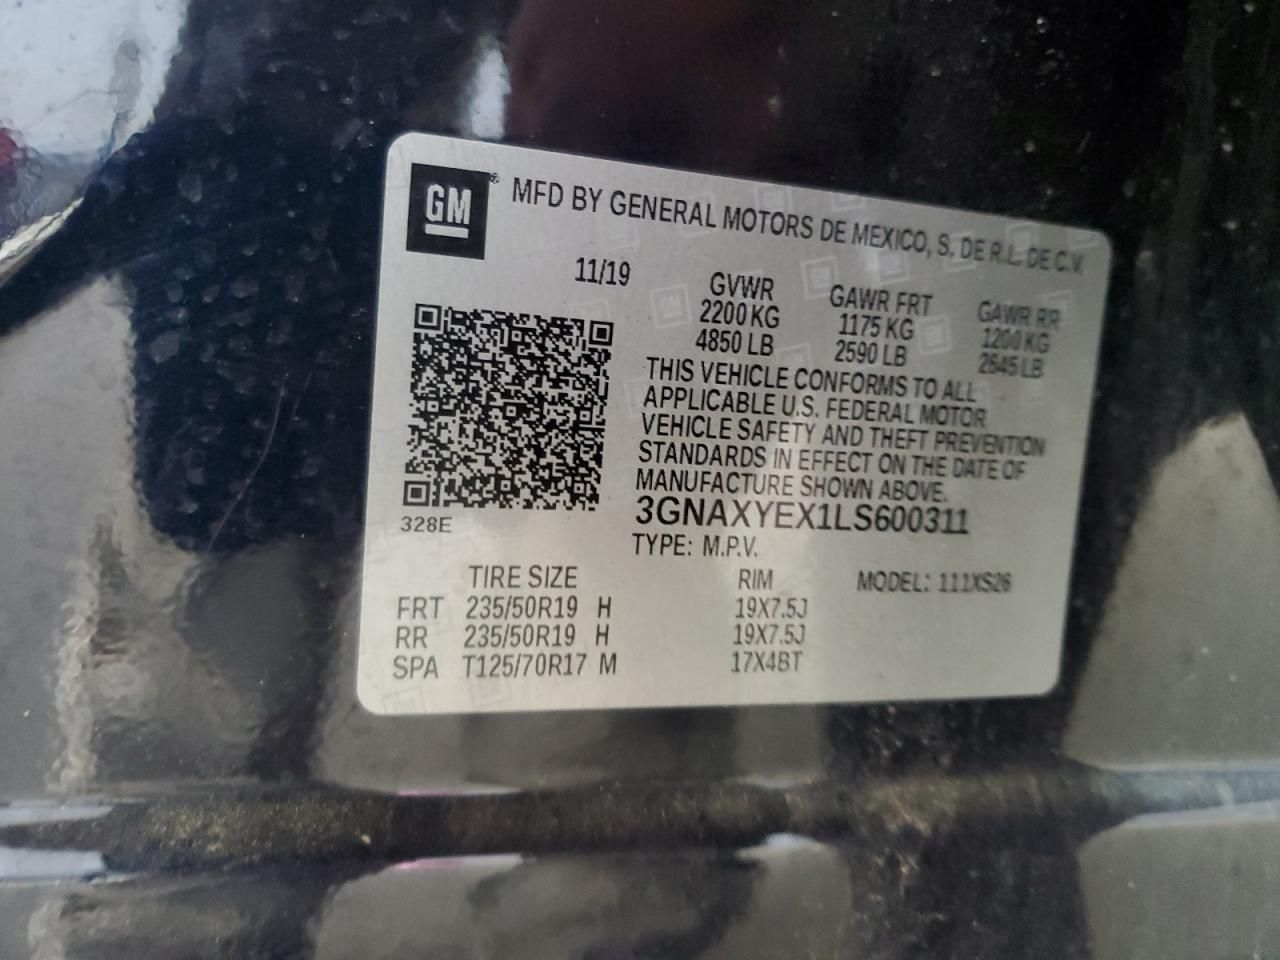 GM® MFD BY GENERAL MOTORS DE MEXICO, S. DE R.L. DE C.V.
11/19 GVWR GAWR FRT GAWR RR
2200 KG 1175 KG 1200 KG
4850 LB 2590 LB 2645 LB
THIS VEHICLE CONFORMS TO ALL
APPLICABLE U.S. FEDERAL MOTOR
VEHICLE SAFETY AND THEFT PREVENTION
STANDARDS IN EFFECT ON THE DATE OF
MANUFACTURE SHOWN ABOVE.
328E 3GNAXYEX1LS600311
TYPE: M.P.V.
TIRE SIZE RIM MODEL: 111XS26
FRT 235/50R19 H 19X7.5J
RR 235/50R19 H 19X7.5J
SPA T125/70R17 M 17X4BT